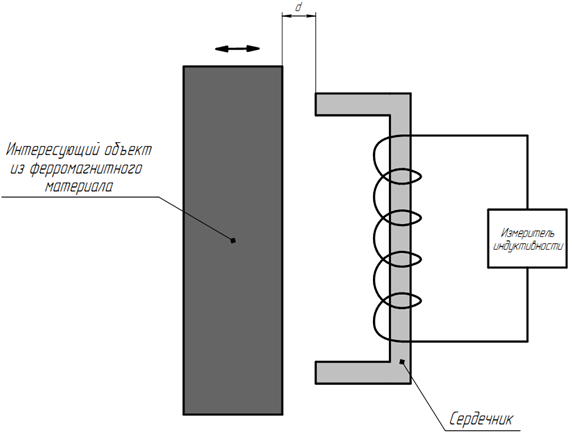 d
Интересующий объект
из ферромагнитного
материала
Измеритель
индуктивности
Сердечник